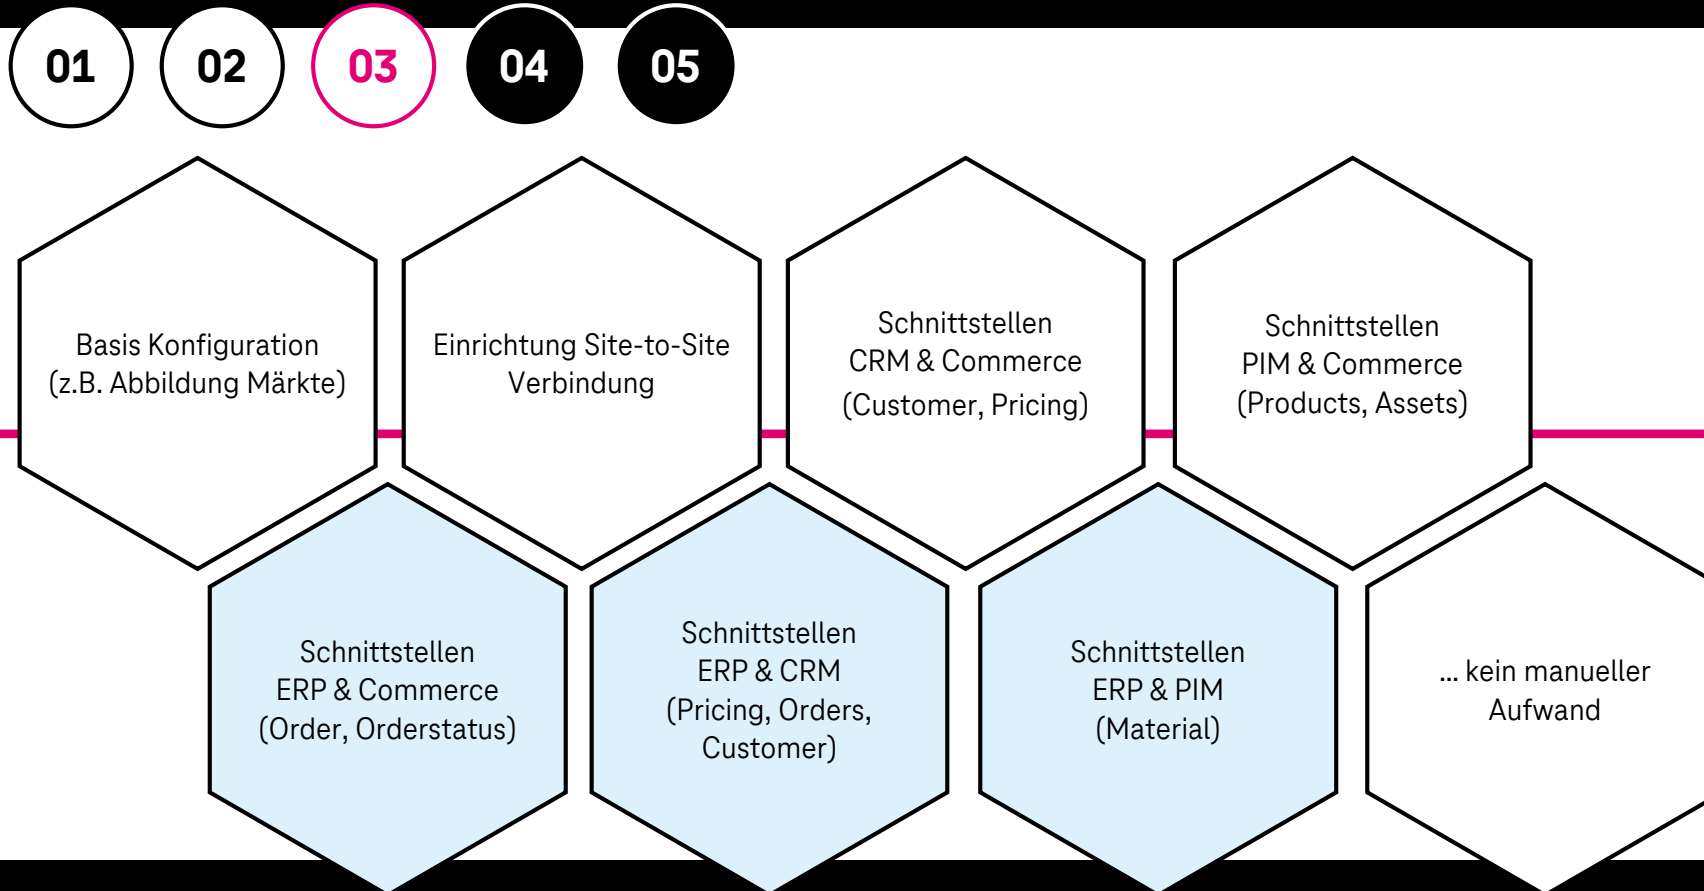 01
02
03
04
05
Basis Konfiguration
(z.B. Abbildung Märkte)
Einrichtung Site-to-Site
Verbindung
Schnittstellen
CRM & Commerce
(Customer, Pricing)
Schnittstellen
PIM & Commerce
(Products, Assets)
Schnittstellen
ERP & Commerce
(Order, Orderstatus)
Schnittstellen
ERP & CRM
(Pricing, Orders,
Customer)
Schnittstellen
ERP & PIM
(Material)
... kein manueller
Aufwand